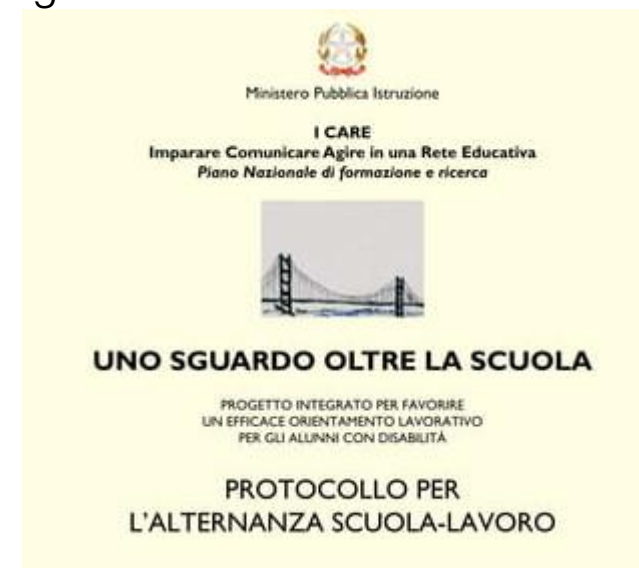 Ministero Pubblica Istruzione
I CARE
Imparare Comunicare Agire in una Rete Educativa
Piano Nazionale di formazione e ricerca
UNO SGUARDO OLTRE LA SCUOLA
PROGETTO INTEGRATO PER FAVORIRE
UN EFFICACE ORIENTAMENTO LAVORATIVO
PER GLI ALUNNI CON DISABILITÀ
PROTOCOLLO PER
L'ALTERNANZA SCUOLA-LAVORO